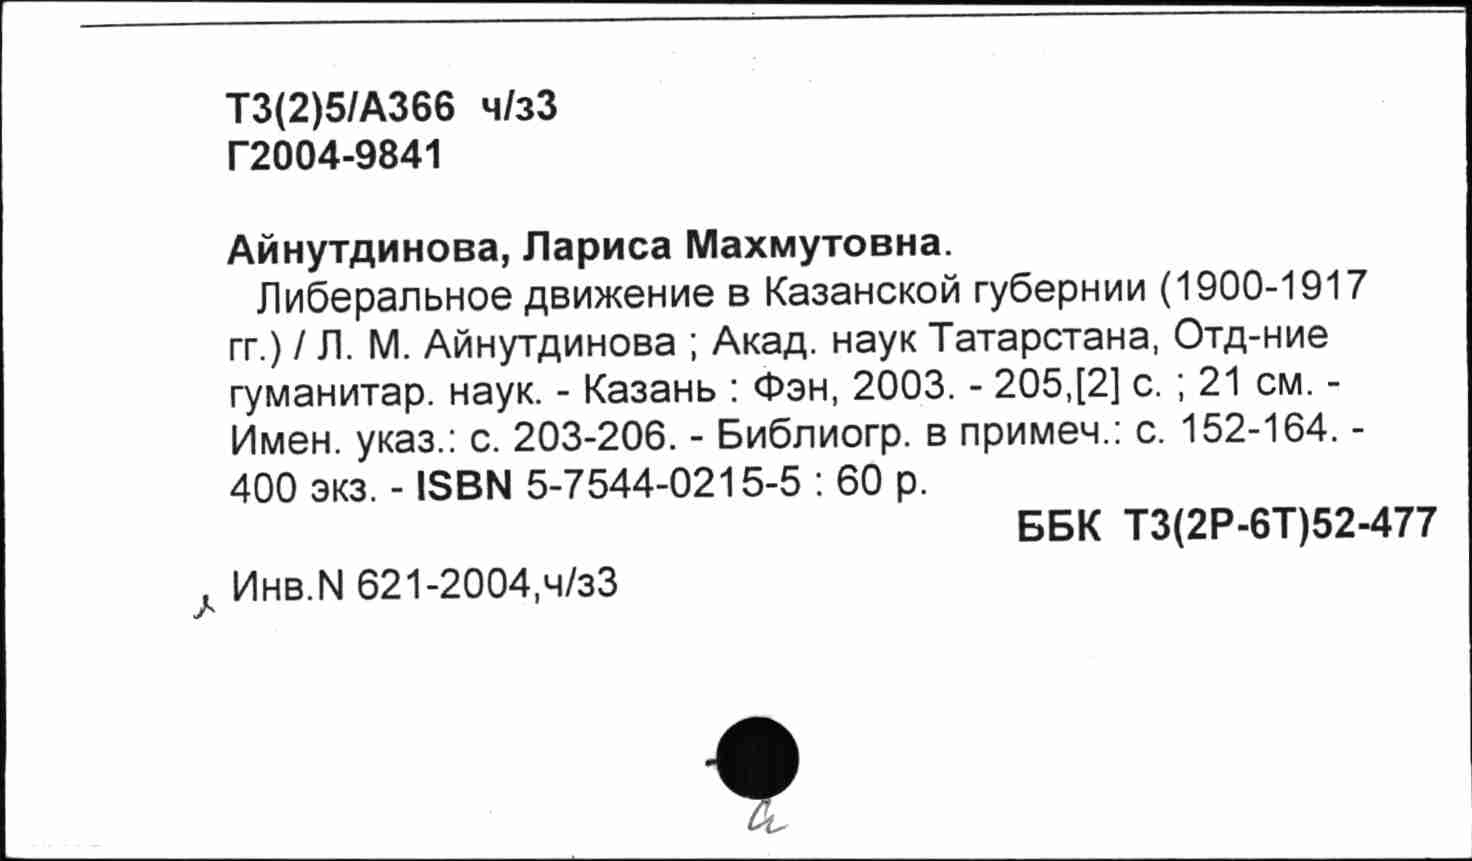 Т3(2)5/А366 ч/з3
Г2004-9841
Айнутдинова, Лариса Махмутовна.
Либеральное движение в Казанской губернии (1900-1917
гг.) / Л. М. Айнутдинова ; Акад. наук Татарстана, Отд-ние
гуманитар. наук. - Казань : Фэн, 2003. - 205,[2] с. ; 21 см. -
Имен. указ.: с. 203-206. - Библиогр. в примеч.: с. 152-164. -
400 экз. - ISBN 5-7544-0215-5 : 60 р.
ББК Т3(2Р-6Т)52-477
Инв.N 621-2004,ч/з3